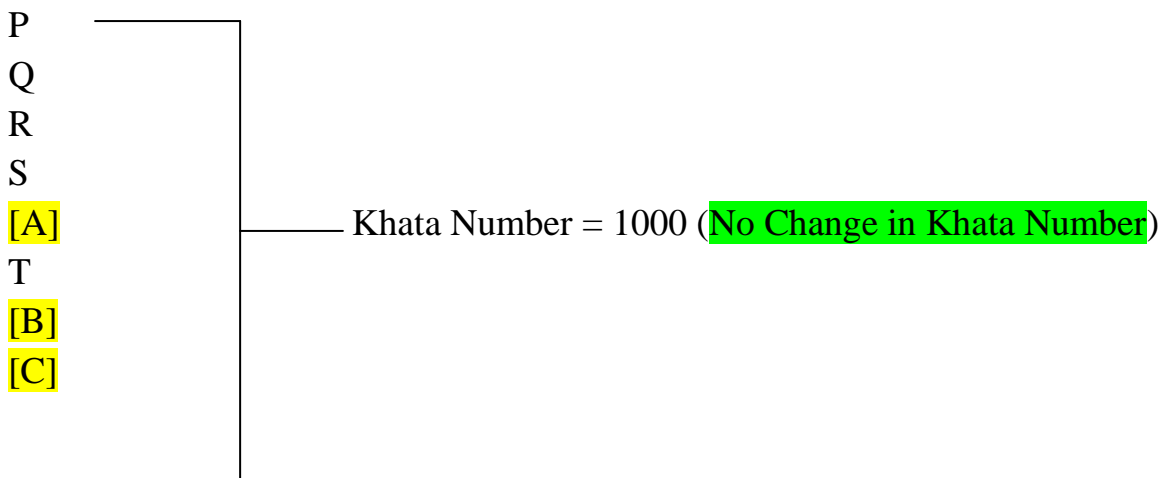 P
Q
R
S
[A]
Khata Number = 1000 (No Change in Khata Number)
T
[B]
[C]